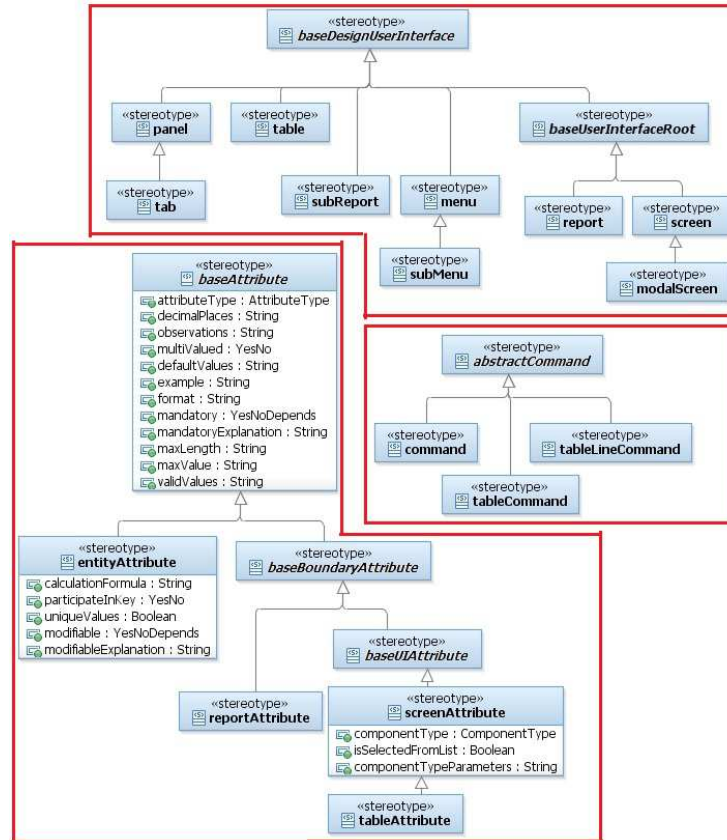 «stereotype»
baseDesignUserInterface
«stereotype»
panel
«stereotype»
table
«stereotype»
baseUserInterfaceRoot
«stereotype»
tab
«stereotype»
subReport
«stereotype»
menu
«stereotype»
report
«stereotype»
screen
«stereotype»
subMenu
«stereotype»
modalScreen
«stereotype»
baseAttribute
attributeType : AttributeType
decimalPlaces : String
observations : String
multiValued : YesNo
defaultValues : String
example : String
format : String
mandatory : YesNoDepends
mandatoryExplanation : String
maxLength : String
maxValue : String
validValues : String
«stereotype»
abstractCommand
«stereotype»
command
«stereotype»
tableLineCommand
«stereotype»
tableCommand
«stereotype»
entityAttribute
calculationFormula : String
participateInKey : YesNo
uniqueValues : Boolean
modifiable : YesNoDepends
modifiableExplanation : String
«stereotype»
baseBoundaryAttribute
«stereotype»
baseUIAttribute
«stereotype»
reportAttribute
«stereotype»
screenAttribute
componentType : ComponentType
isSelectedFromList : Boolean
componentTypeParameters : String
«stereotype»
tableAttribute